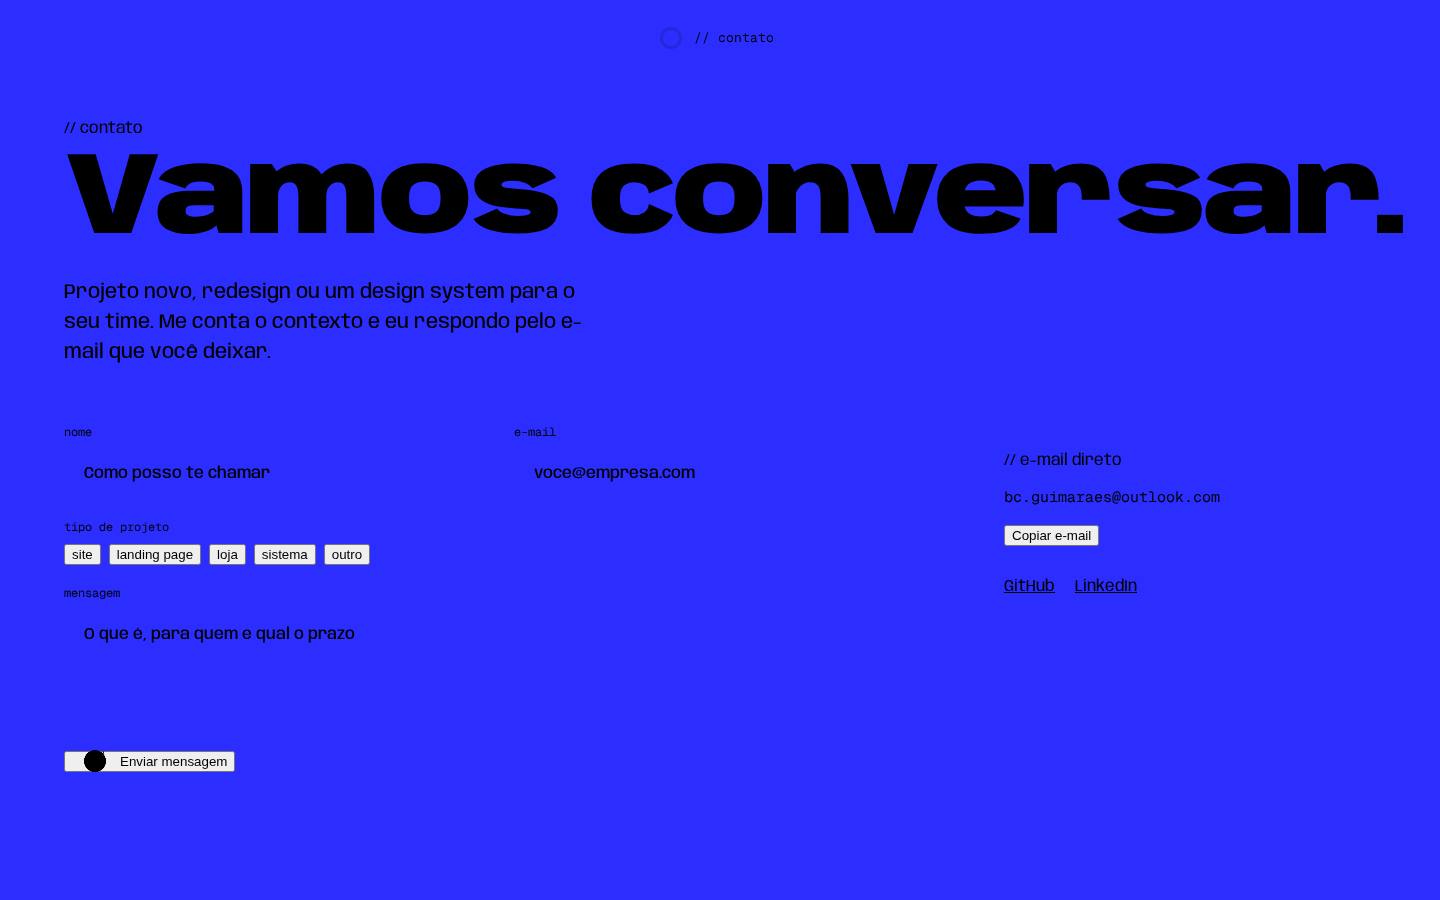 // contato
// contato
Vamos conversar.
Projeto novo, redesign ou um design system para o
seu time. Me conta o contexto e eu respondo pelo e-
mail que você deixar.
nome
Como posso te chamar
e-mail
voce@empresa.com
tipo de projeto
site landing page loja sistema outro
mensagem
O que é, para quem e qual o prazo
Enviar mensagem
// e-mail direto
bc.guimaraes@outlook.com
Copiar e-mail
GitHub LinkedIn